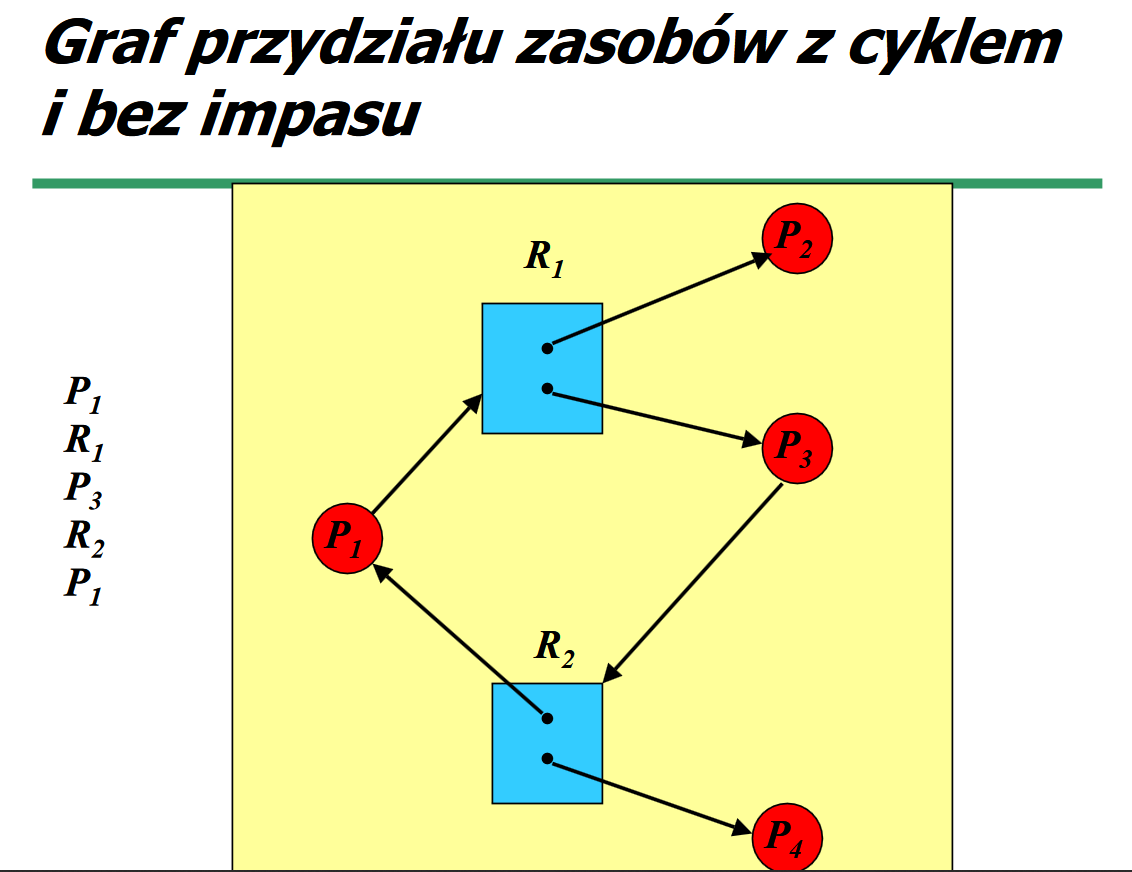 Graf przydziału zasobów z cyklem
i bez impasu
P2
R1
P1
R1
P3
R2
P1
P3
P1
R2
P4